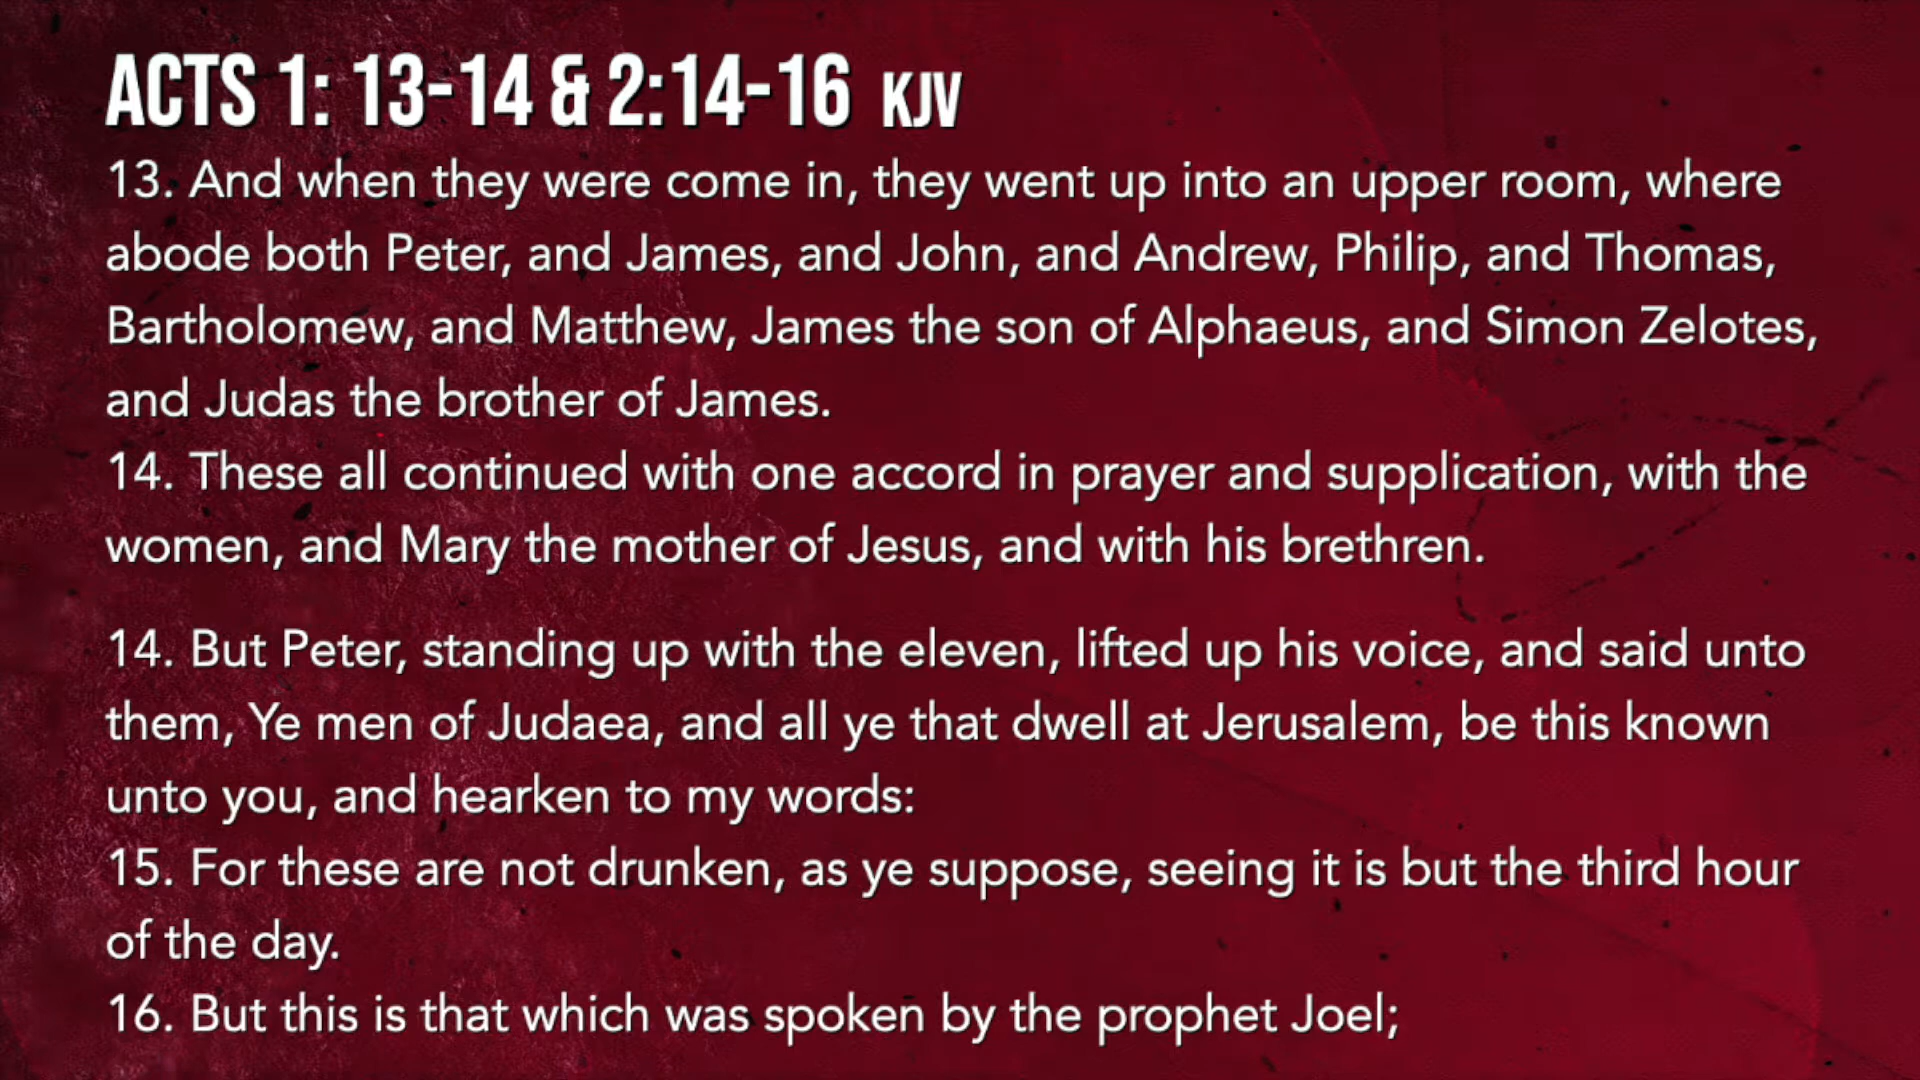 ACTS 1: 13-14 & 2:14-16 KJV
13. And when they were come in, they went up into an upper room, where
abode both Peter, and James, and John, and Andrew, Philip, and Thomas,
Bartholomew, and Matthew, James the son of Alphaeus, and Simon Zelotes,
and Judas the brother of James.
14. These all continued with one accord in prayer and supplication, with the
women, and Mary the mother of Jesus, and with his brethren.
14. But Peter, standing up with the eleven, lifted up his voice, and said unto
them, Ye men of Judaea, and all ye that dwell at Jerusalem, be this known
unto you, and hearken to my words:
15. For these are not drunken, as ye suppose, seeing it is but the third hour
of the day.
16. But this is that which was spoken by the prophet Joel;